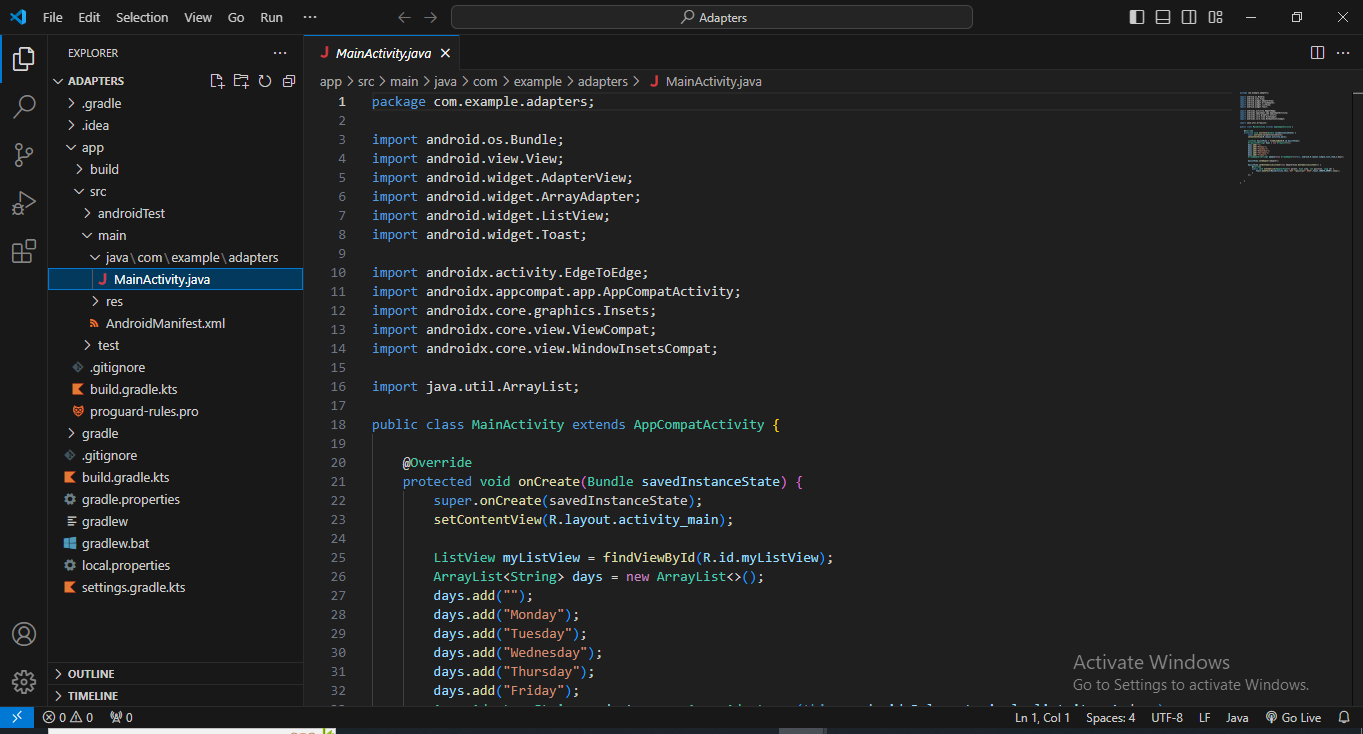 File Edit Selection View Go Run ···
Adapters
EXPLORER
ADAPTERS
.gradle
.idea
app
build
src
androidTest
main
java\com\example\adapters
MainActivity.java
res
AndroidManifest.xml
test
.gitignore
build.gradle.kts
proguard-rules.pro
gradle
.gitignore
build.gradle.kts
gradle.properties
gradlew
gradlew.bat
local.properties
settings.gradle.kts
OUTLINE
TIMELINE
J MainActivity.java
app > src > main > java > com > example > adapters > J MainActivity.java
1 package com.example.adapters;
2
3 import android.os.Bundle;
4 import android.view.View;
5 import android.widget.AdapterView;
6 import android.widget.ArrayAdapter;
7 import android.widget.ListView;
8 import android.widget.Toast;
9
10 import androidx.activity.EdgeToEdge;
11 import androidx.appcompat.app.AppCompatActivity;
12 import androidx.core.graphics.Insets;
13 import androidx.core.view.ViewCompat;
14 import androidx.core.view.WindowInsetsCompat;
15
16 import java.util.ArrayList;
17
18 public class MainActivity extends AppCompatActivity {
19
20 @Override
21 protected void onCreate(Bundle savedInstanceState) {
22 super.onCreate(savedInstanceState);
23 setContentView(R.layout.activity_main);
24
25 ListView myListView = findViewById(R.id.myListView);
26 ArrayList<String> days = new ArrayList<>();
27 days.add("");
28 days.add("Monday");
29 days.add("Tuesday");
30 days.add("Wednesday");
31 days.add("Thursday");
32 days.add("Friday");
Activate Windows
Go to Settings to activate Windows.
0 0 0
Ln 1, Col 1 Spaces: 4 UTF-8 LF Java Go Live